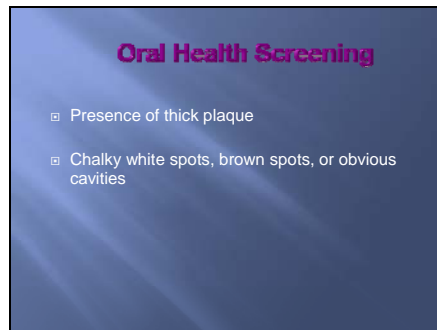 Oral Health Screening
Presence of thick plaque
Chalky white spots, brown spots, or obvious
cavities